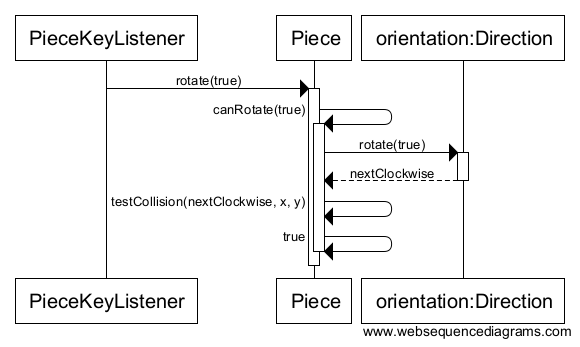 PieceKeyListener
Piece
orientation:Direction
rotate(true)
canRotate(true)
rotate(true)
nextClockwise
testCollision(nextClockwise, x, y)
true
PieceKeyListener
Piece
orientation:Direction
www.websequencediagrams.com